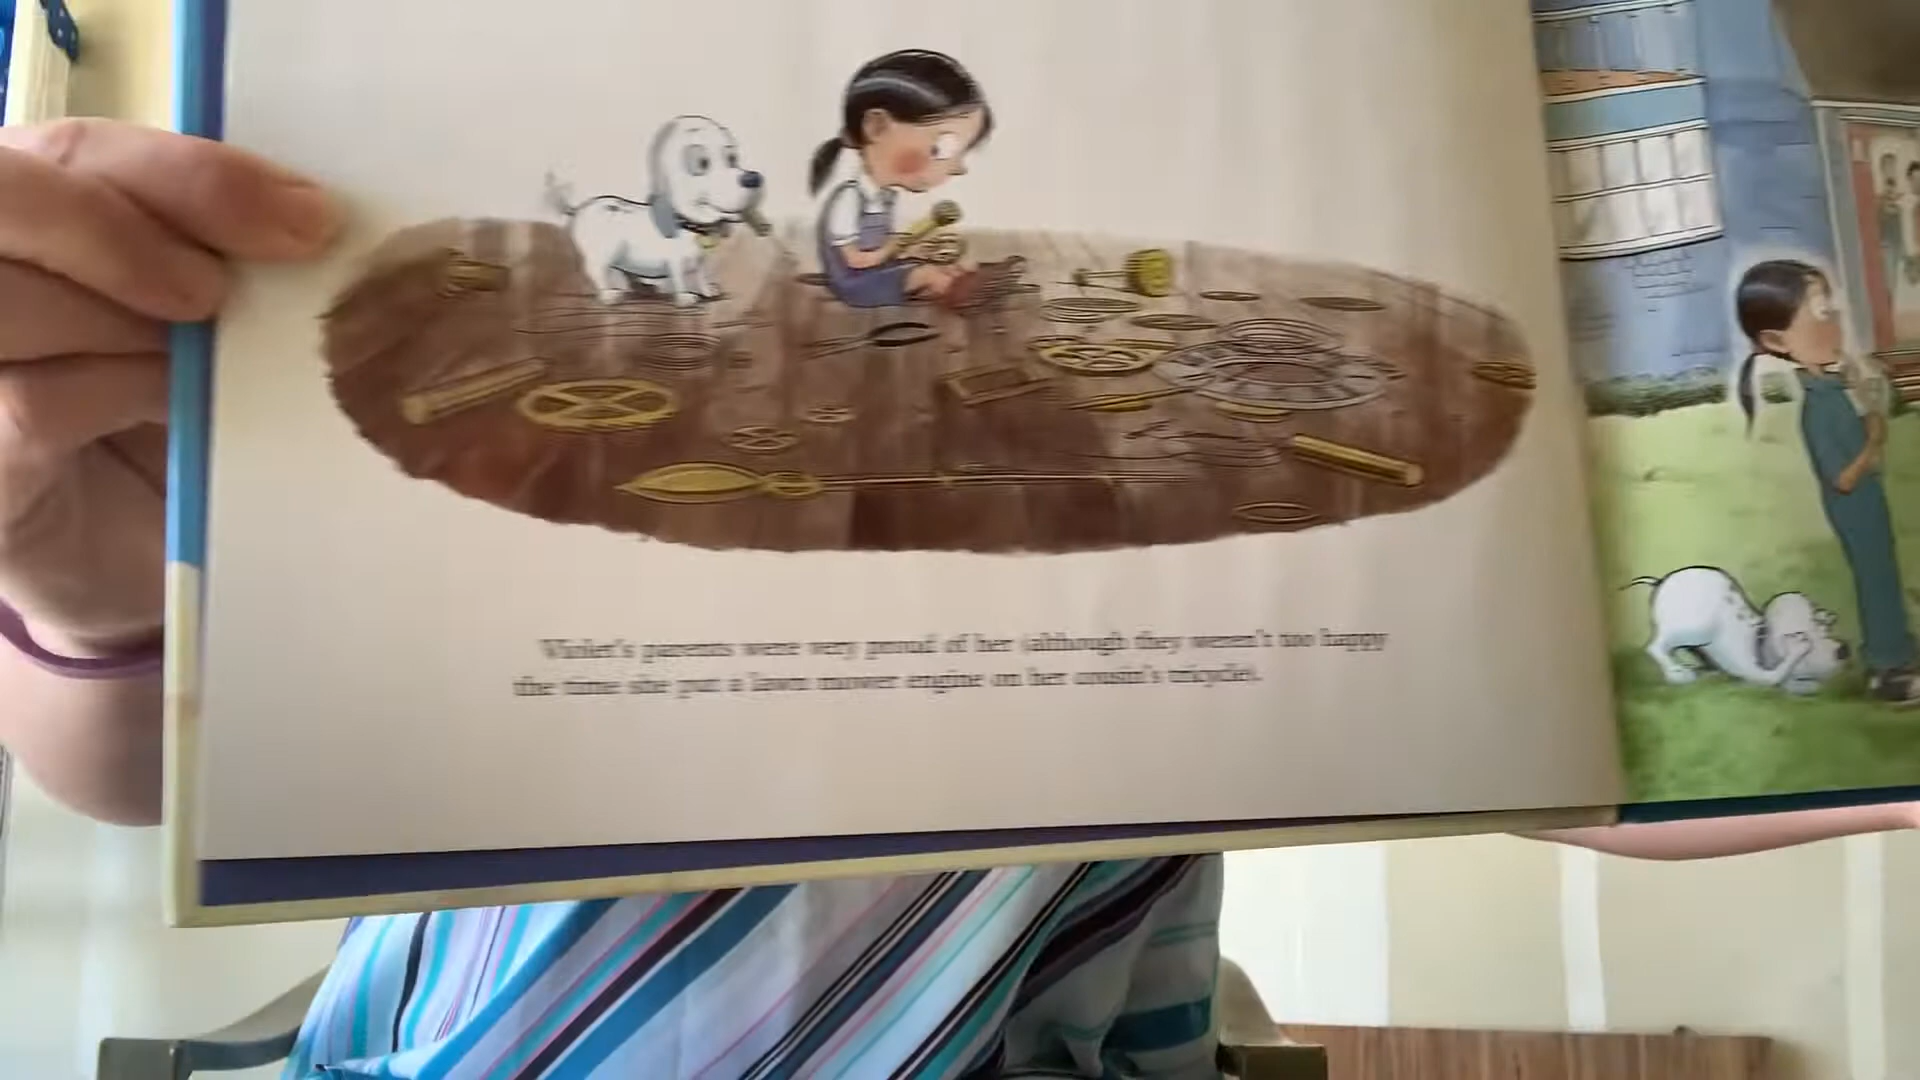 Violet's parents were very proud of her (although they weren't too happy
the time she put a lawn mower engine on her cousin's tricycle).